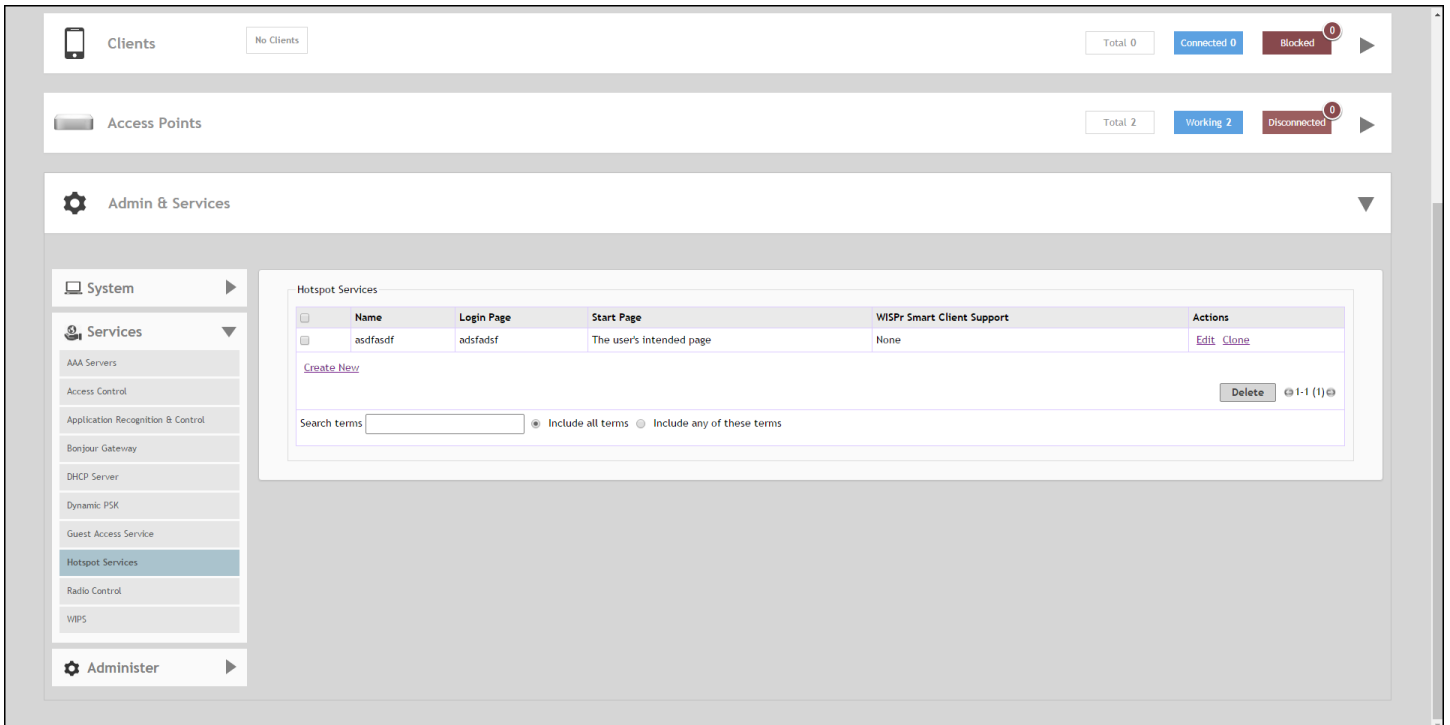 Clients No Clients Total 0 Connected 0 Blocked 0
Access Points Total 2 Working 2 Disconnected 0
Admin & Services
System
Services
AAA Servers
Access Control
Application Recognition & Control
Bonjour Gateway
DHCP Server
Dynamic PSK
Guest Access Service
Hotspot Services
Radio Control
WIPS
Administer
Hotspot Services
Name Login Page Start Page WISPr Smart Client Support Actions
asdfasdf adsfadsf The user's intended page None Edit Clone
Create New
Delete 1-1 (1)
Search terms Include all terms Include any of these terms